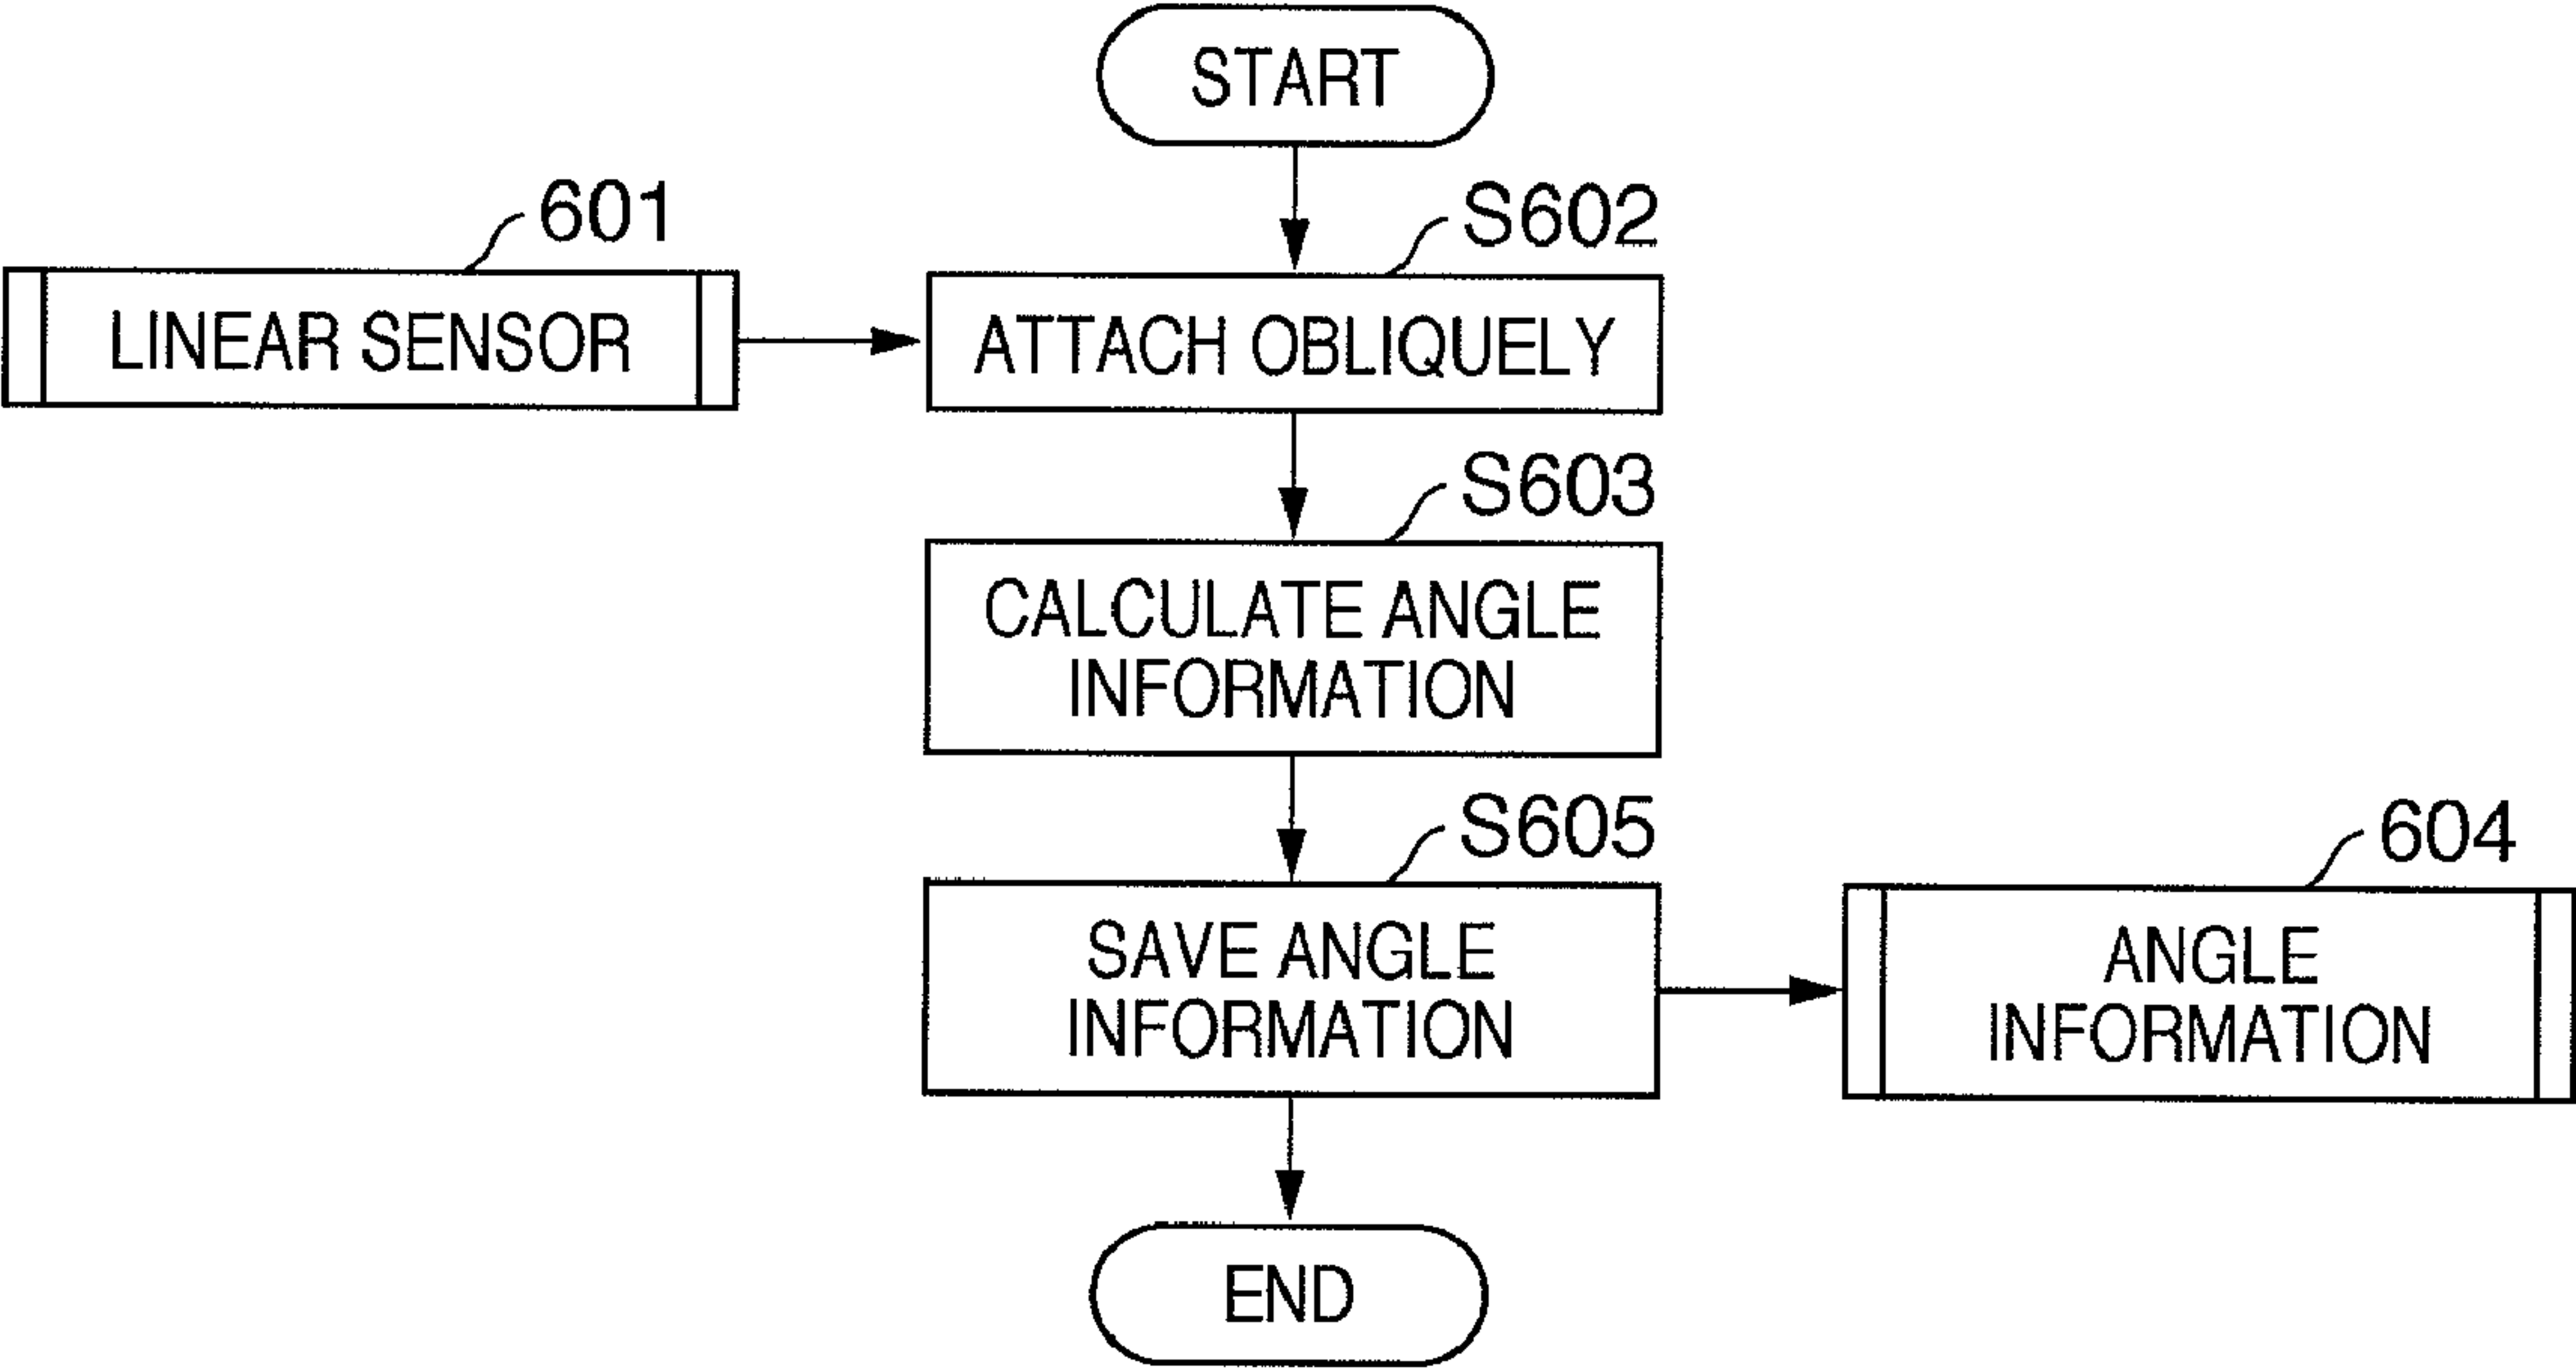 START
601
S602
LINEAR SENSOR
ATTACH OBLIQUELY
S603
CALCULATE ANGLE
INFORMATION
S605
604
SAVE ANGLE
INFORMATION
ANGLE
INFORMATION
END